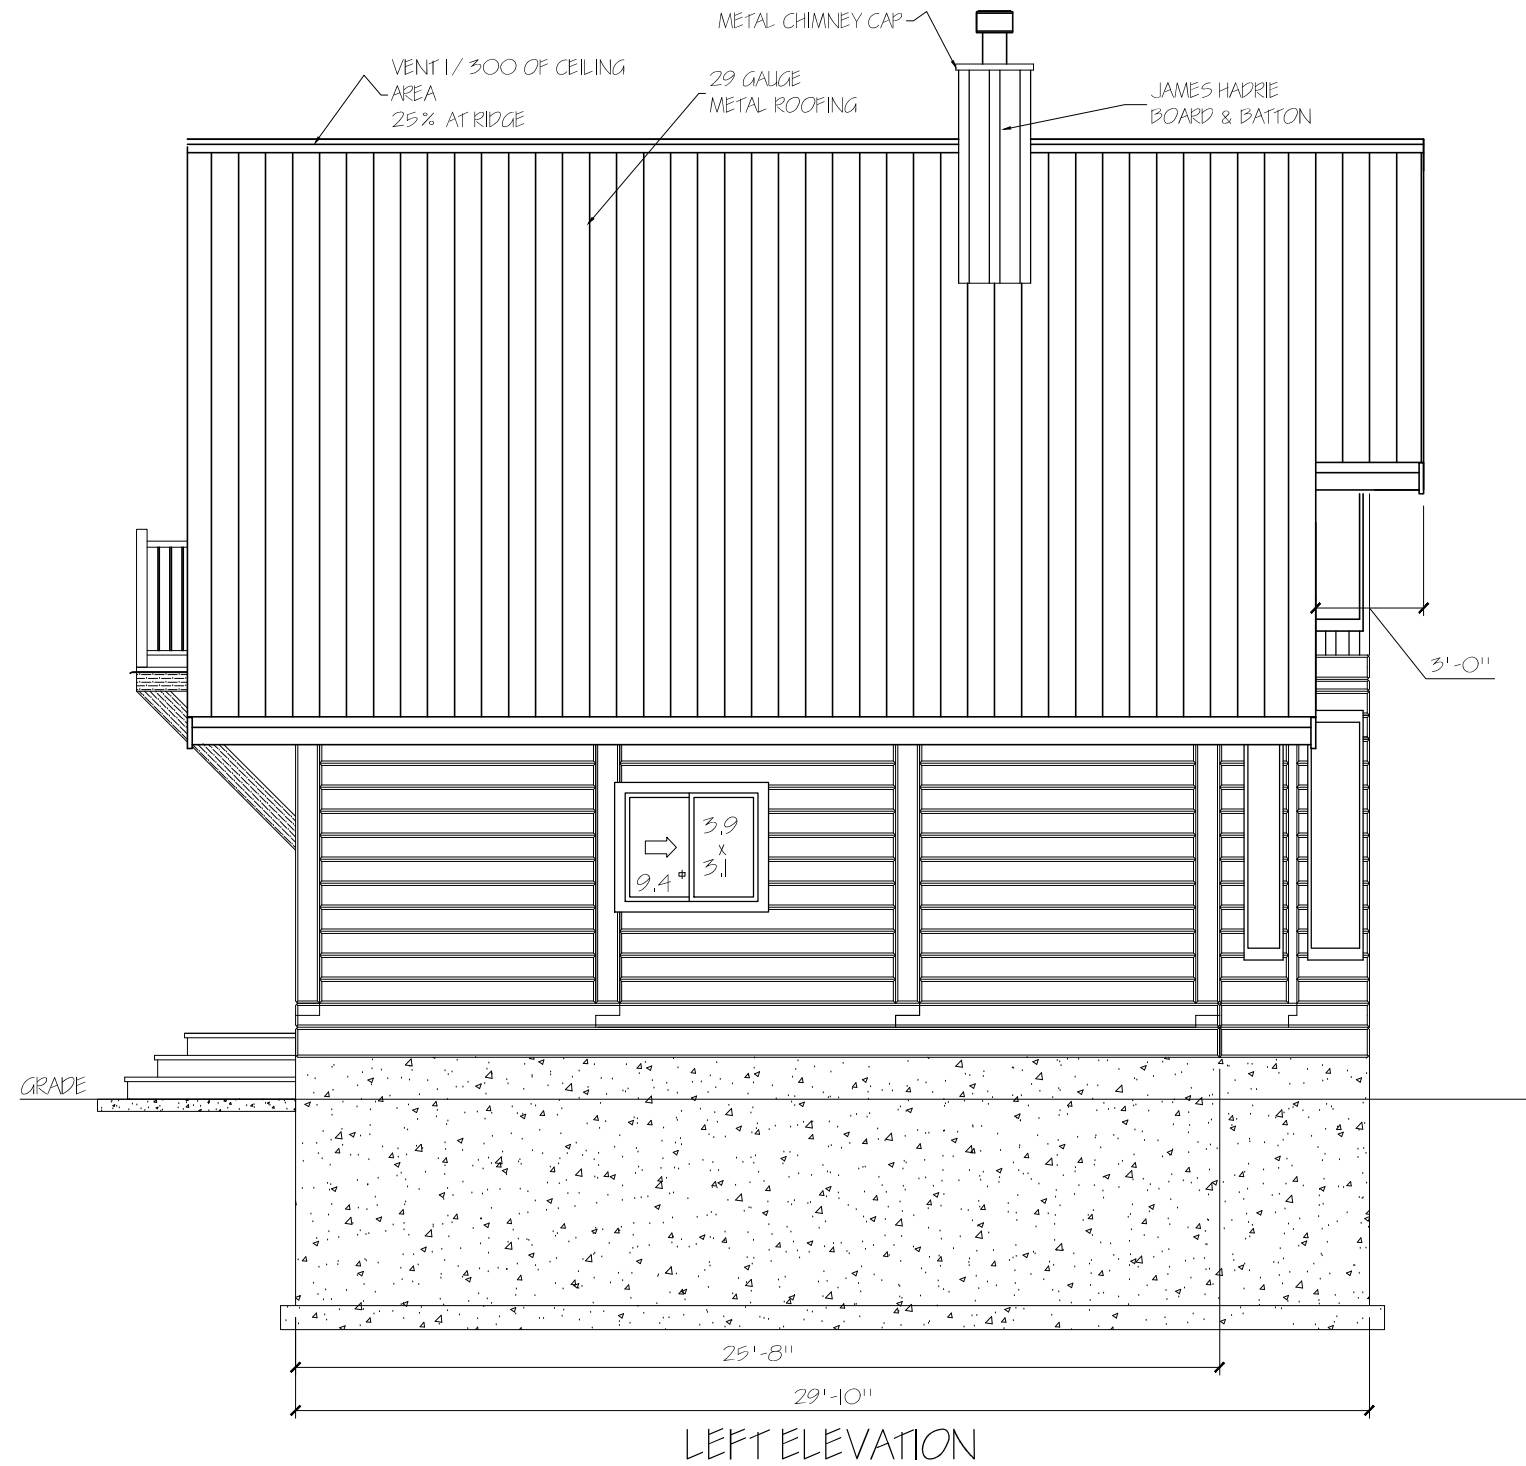 METAL CHIMNEY CAP
VENT 1/300 OF CEILING
AREA
25% AT RIDGE
29 GAUGE
METAL ROOFING
JAMES HADRIE
BOARD & BATTON
3'-0"
3.9
x
3.1
9.4
GRADE
25'-8"
29'-10"
LEFT ELEVATION